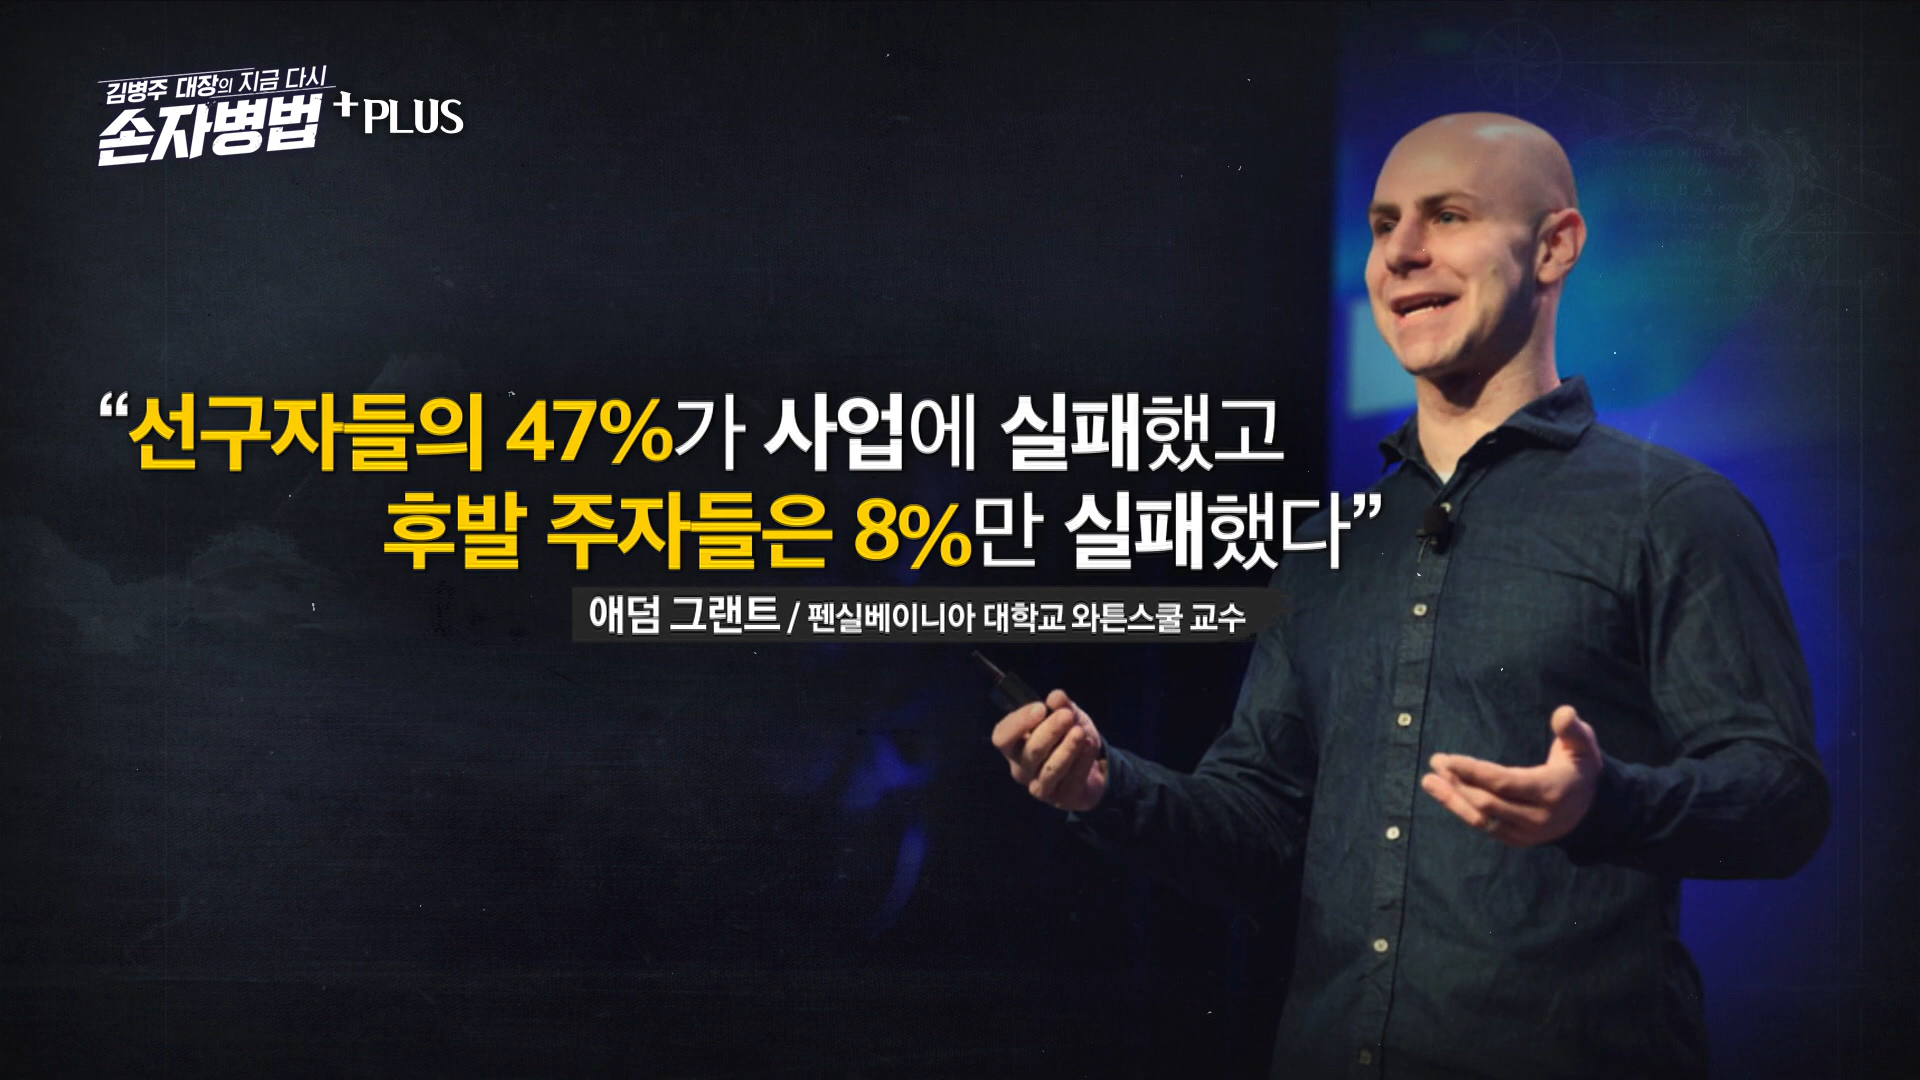 김병주 대장의 지금 다시
손자병법 +PLUS
“선구자들의 47%가 사업에 실패했고
후발 주자들은 8%만 실패했다”
애덤 그랜트 / 펜실베이니아 대학교 와튼스쿨 교수